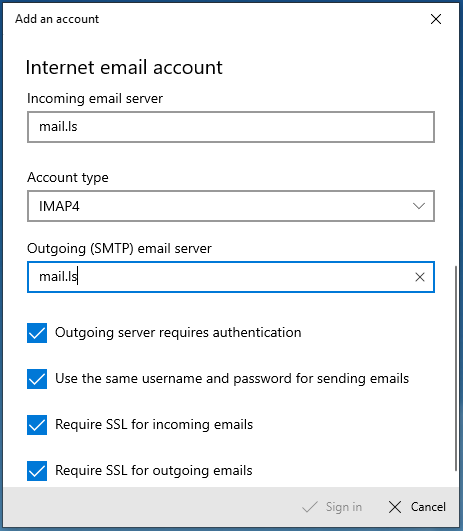 Add an account
Internet email account
Incoming email server
mail.ls
Account type
IMAP4
Outgoing (SMTP) email server
mail.ls
Outgoing server requires authentication
Use the same username and password for sending emails
Require SSL for incoming emails
Require SSL for outgoing emails
Sign in Cancel